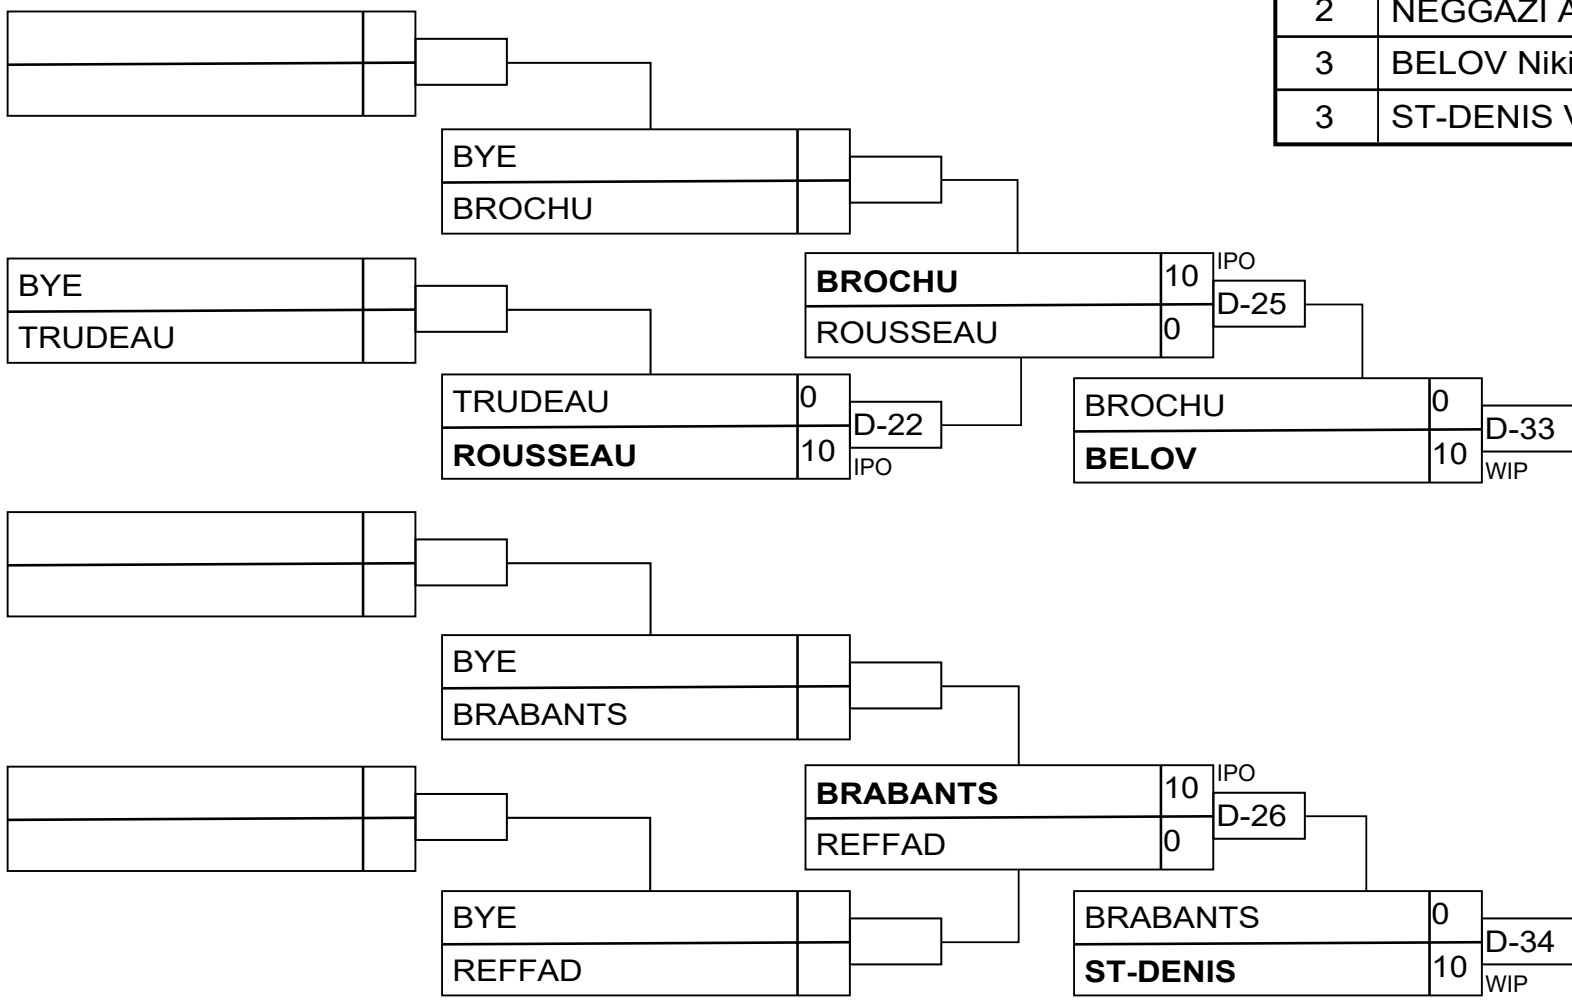 2 NEGGAZI
3 BELOV
3 ST-DENIS
BYE
BROCHU
BYE
TRUDEAU
BROCHU 10 IPO
D-25
ROUSSEAU 0
TRUDEAU 0
D-22
ROUSSEAU 10 IPO
BROCHU 0
D-33
BELOV 10 WIP
BYE
BRABANTS
BRABANTS 10 IPO
D-26
REFFAD 0
BYE
REFFAD
BRABANTS 0
D-34
ST-DENIS 10 WIP